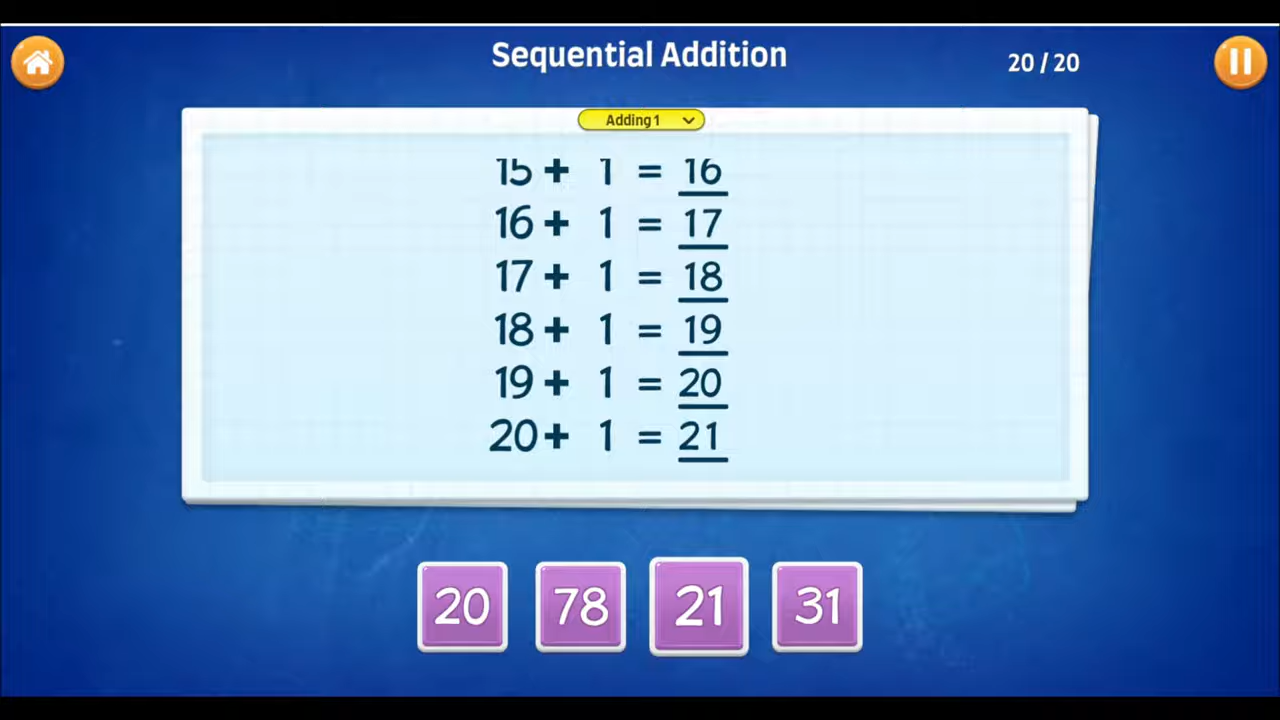 Sequential Addition
20 / 20
Adding 1
15 + 1 = 16
16 + 1 = 17
17 + 1 = 18
18 + 1 = 19
19 + 1 = 20
20 + 1 = 21
20 78 21 31